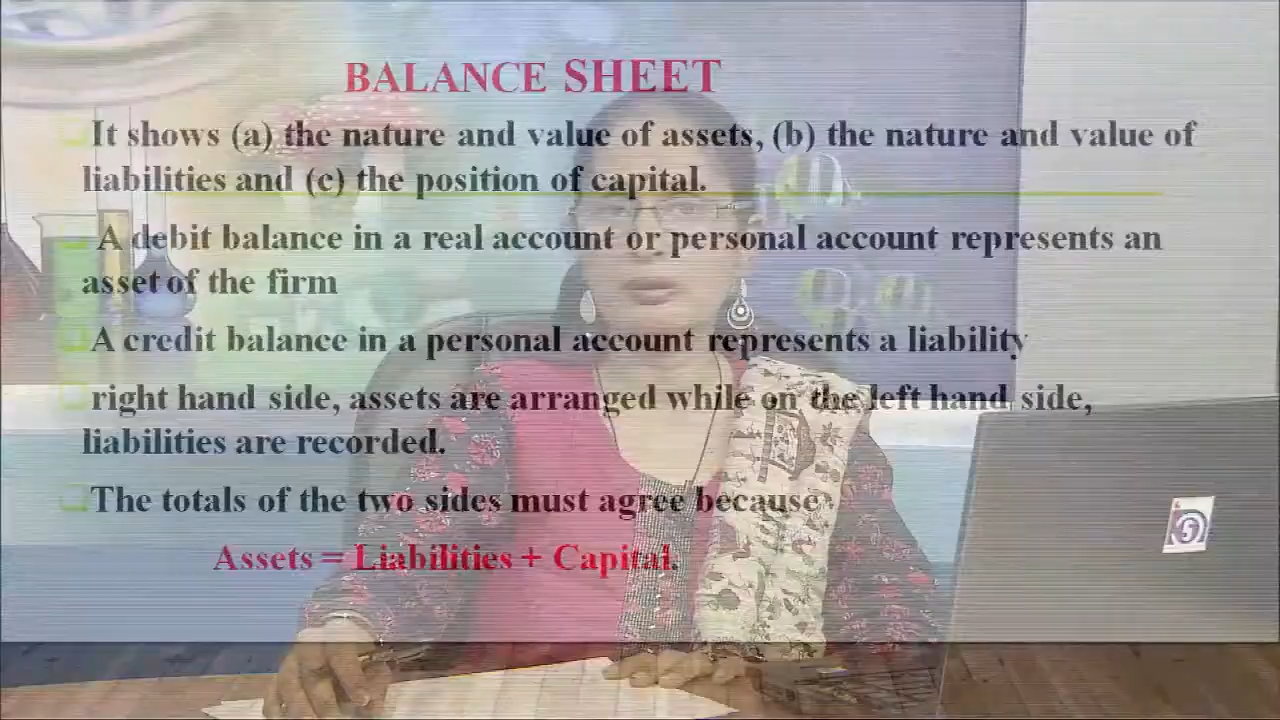 BALANCE SHEET
It shows (a) the nature and value of assets, (b) the nature and value of
liabilities and (c) the position of capital.
A debit balance in a real account or personal account represents an
asset of the firm
A credit balance in a personal account represents a liability
right hand side, assets are arranged while on the left hand side,
liabilities are recorded.
The totals of the two sides must agree because
Assets = Liabilities + Capital.